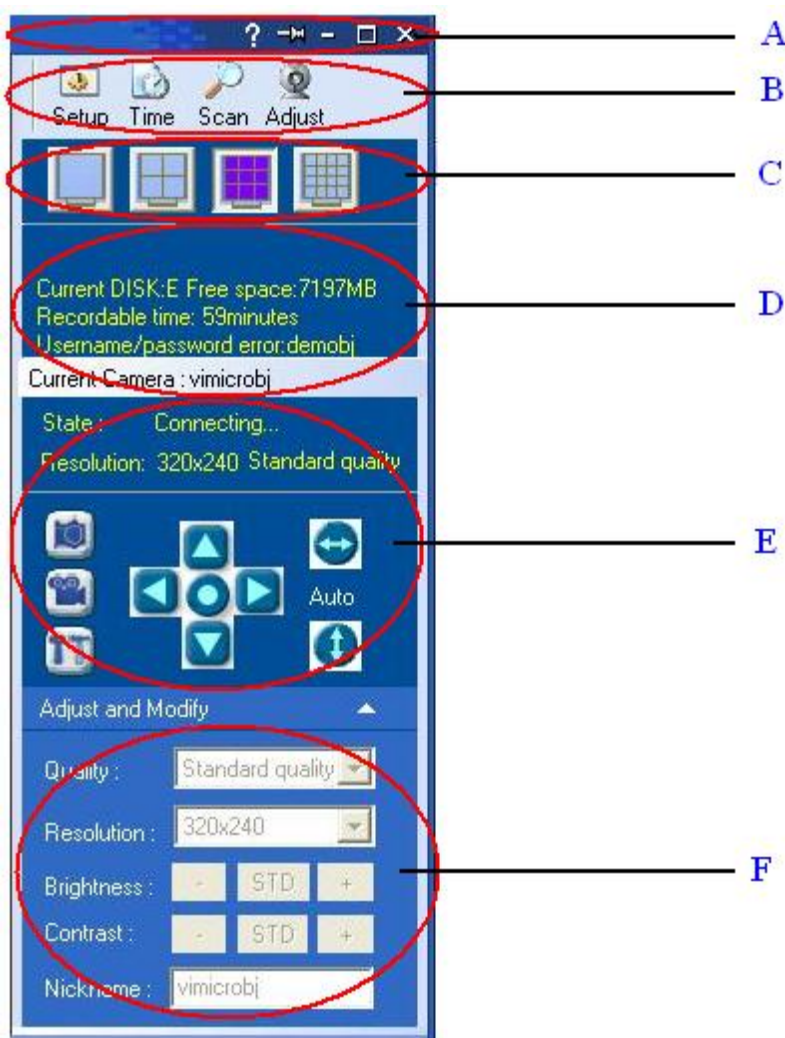 ? A
Setup Time Scan Adjust B
C
Current DISK:E Free space:7197MB
Recordable time: 59minutes D
Username/password error:demobj
Current Camera : vimicrobj
State : Connecting...
Resolution: 320x240 Standard quality
E
Auto
Adjust and Modify
Quality : Standard quality
Resolution : 320x240
Brightness : - STD + F
Contrast : - STD +
Nickname : vimicrobj